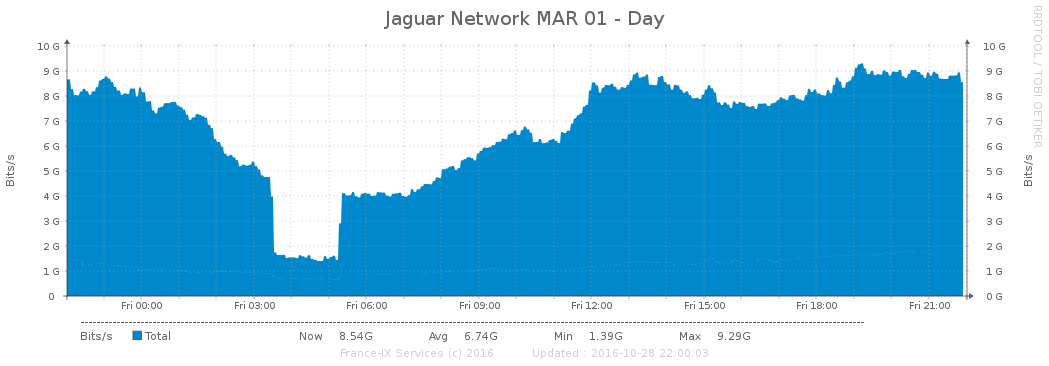 Jaguar Network MAR 01 - Day
RRDTOOL / TOBI OETIKER
Bits/s
10 G
9 G
8 G
7 G
6 G
5 G
4 G
3 G
2 G
1 G
0
10 G
9 G
8 G
7 G
6 G
5 G
4 G
3 G
2 G
1 G
0 G
Bits/s
Fri 00:00 Fri 03:00 Fri 06:00 Fri 09:00 Fri 12:00 Fri 15:00 Fri 18:00 Fri 21:00
Bits/s Total Now 8.54G Avg 6.74G Min 1.39G Max 9.29G
France-IX Services (c) 2016 Updated : 2016-10-28 22:00:03